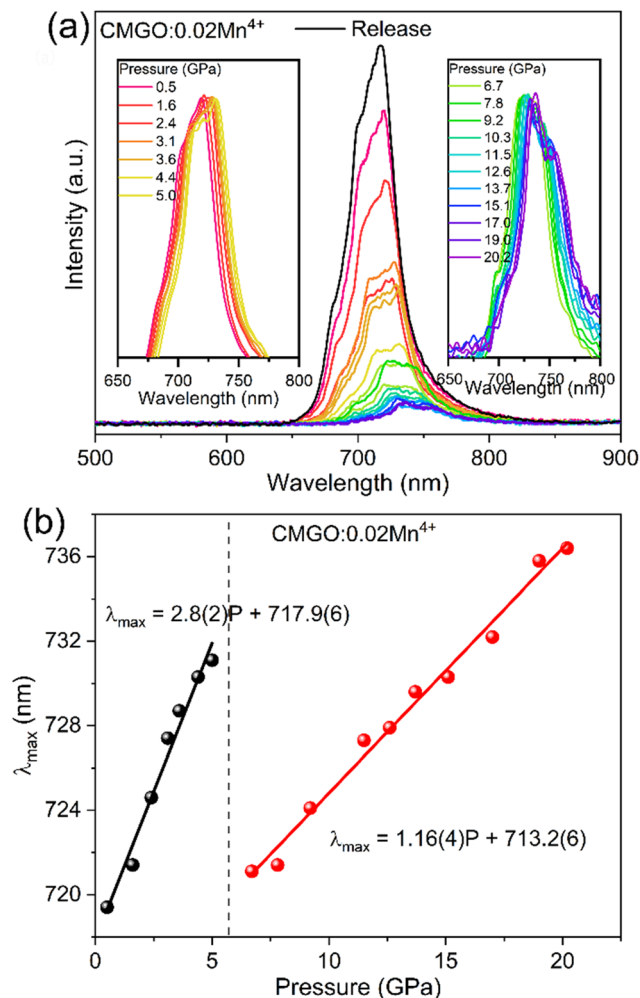 (a)
CMGO:0.02Mn⁴⁺
Release
Pressure (GPa)
0.5
1.6
2.4
3.1
3.6
4.4
5.0
650 700 750 800
Wavelength (nm)
Pressure (GPa)
6.7
7.8
9.2
10.3
11.5
12.6
13.7
15.1
17.0
19.0
20.2
650 700 750 800
Wavelength (nm)
Intensity (a.u.)
500 600 700 800 900
Wavelength (nm)
(b)
CMGO:0.02Mn⁴⁺
736
732
728
724
720
λmax (nm)
λmax = 2.8(2)P + 717.9(6)
λmax = 1.16(4)P + 713.2(6)
0 5 10 15 20
Pressure (GPa)